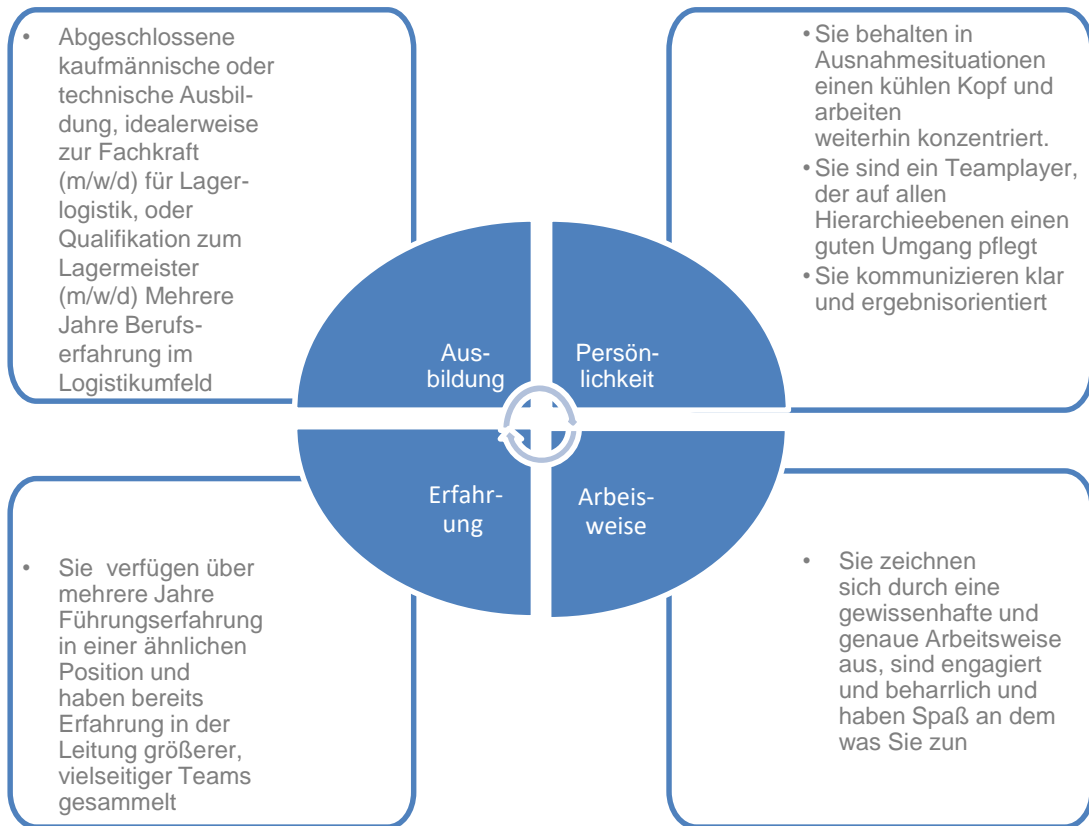 • Abgeschlossene
kaufmännische oder
technische Ausbil-
dung, idealerweise
zur Fachkraft
(m/w/d) für Lager-
logistik, oder
Qualifikation zum
Lagermeister
(m/w/d) Mehrere
Jahre Berufs-
erfahrung im
Logistikumfeld
• Sie behalten in
Ausnahmesituationen
einen kühlen Kopf und
arbeiten
weiterhin konzentriert.
• Sie sind ein Teamplayer,
der auf allen
Hierarchieebenen einen
guten Umgang pflegt
• Sie kommunizieren klar
und ergebnisorientiert
Aus-
bildung
Persön-
lichkeit
Erfahr-
ung
Arbeis-
weise
• Sie verfügen über
mehrere Jahre
Führungserfahrung
in einer ähnlichen
Position und
haben bereits
Erfahrung in der
Leitung größerer,
vielseitiger Teams
gesammelt
• Sie zeichnen
sich durch eine
gewissenhafte und
genaue Arbeitsweise
aus, sind engagiert
und beharrlich und
haben Spaß an dem
was Sie zun